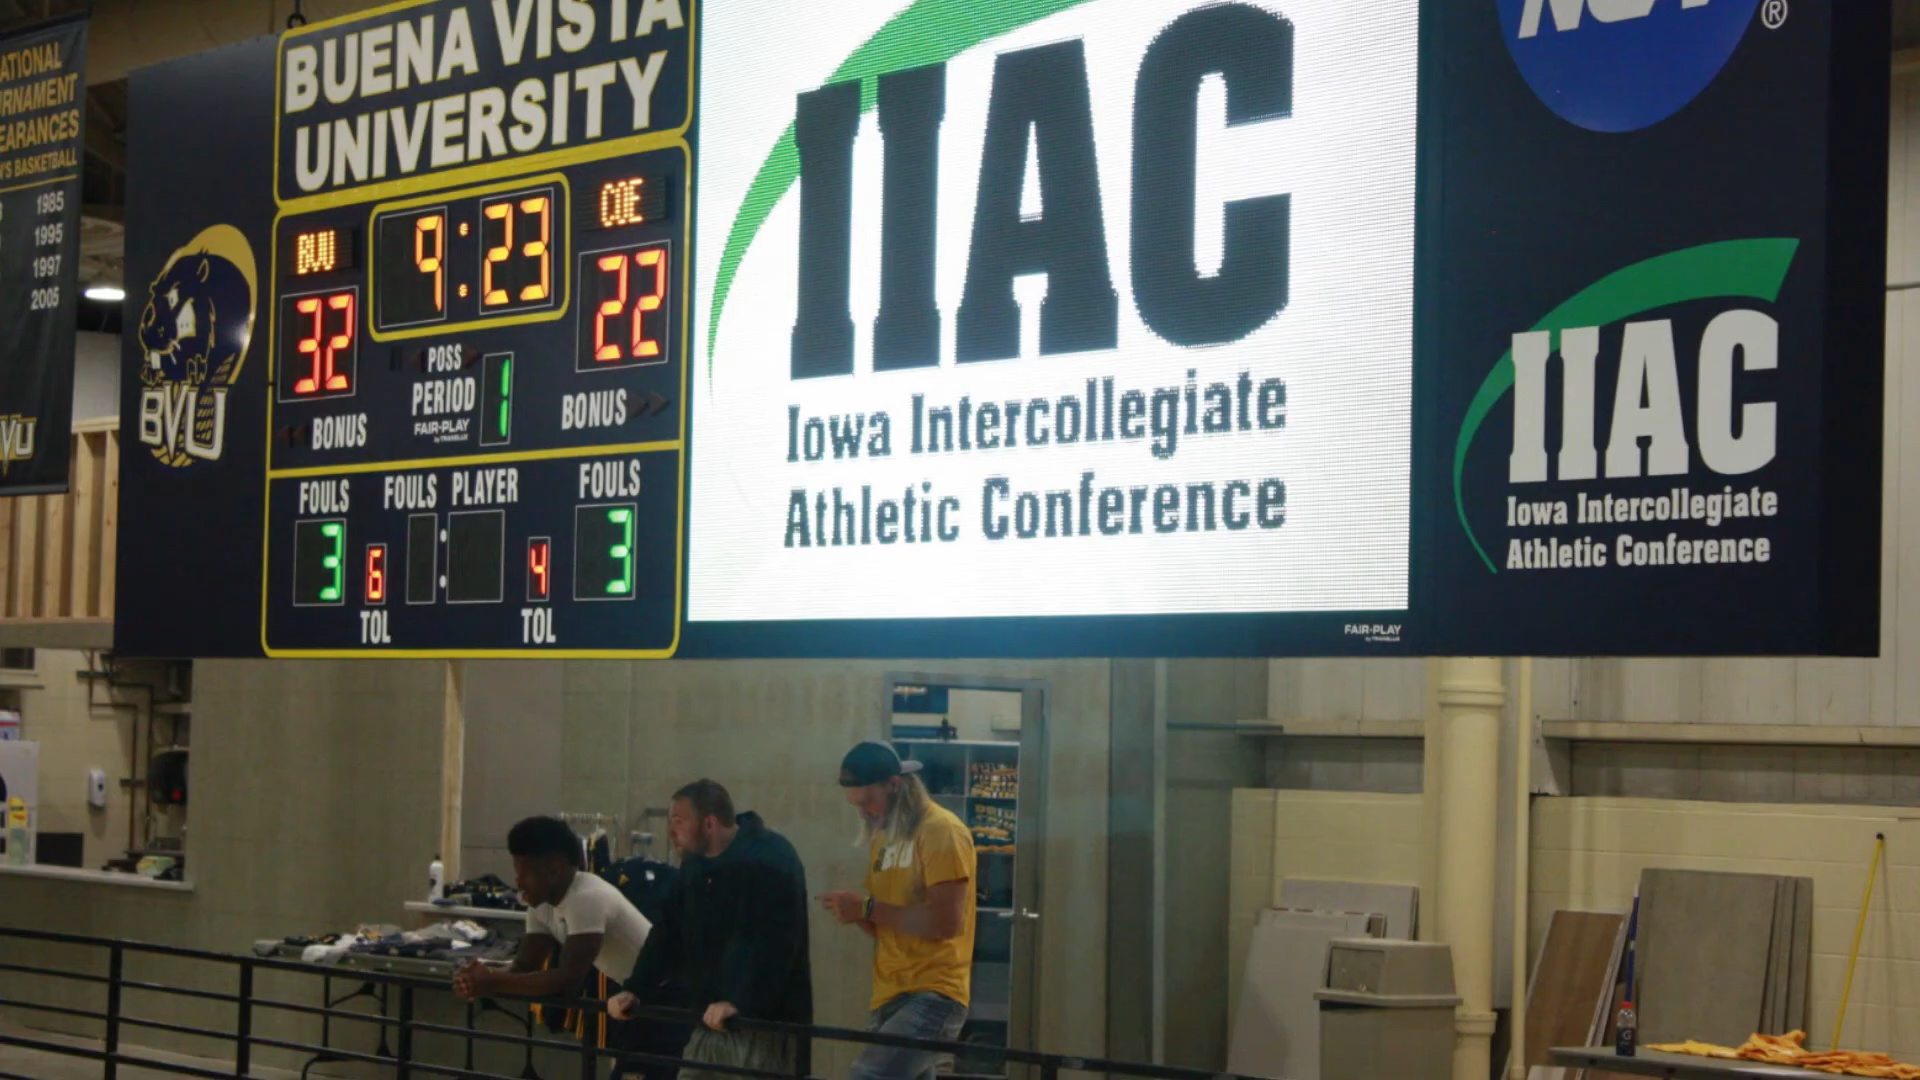 BUENA VISTA
UNIVERSITY
BVU
9:23
COE
32
22
POSS
PERIOD
1
FAIR-PLAY
BONUS
BONUS
FOULS
FOULS PLAYER
FOULS
3
6
:
4
3
TOL
TOL
BVU
1985
1995
1997
2005
VU
IIAC
Iowa Intercollegiate
Athletic Conference
FAIR-PLAY
®
IIAC
Iowa Intercollegiate
Athletic Conference
BVU